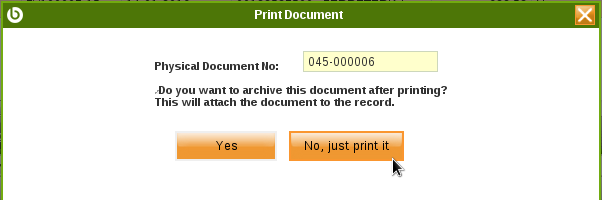 Print Document
Physical Document No: 045-000006
Do you want to archive this document after printing?
This will attach the document to the record.
Yes No, just print it